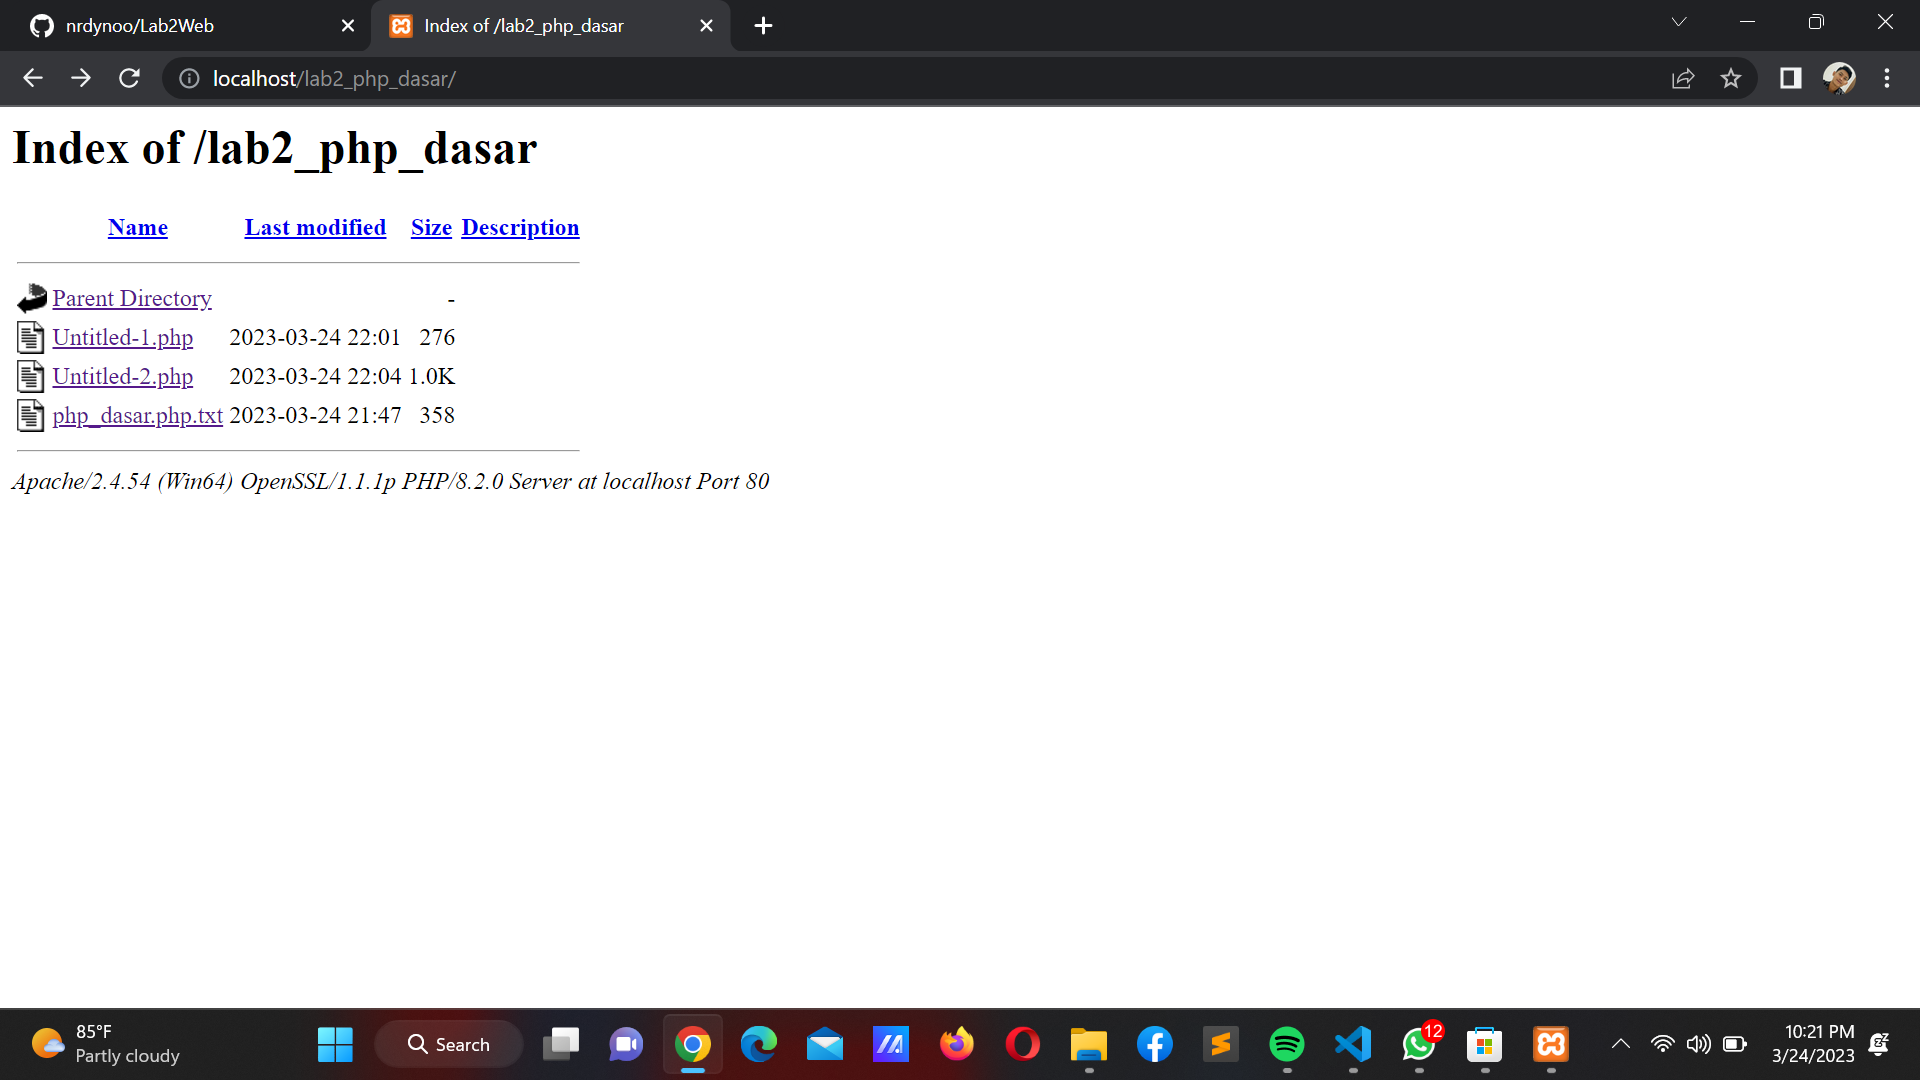 nrdynoo/Lab2Web
Index of /lab2_php_dasar
localhost/lab2_php_dasar/
Index of /lab2_php_dasar
Name Last modified Size Description
Parent Directory -
Untitled-1.php 2023-03-24 22:01 276
Untitled-2.php 2023-03-24 22:04 1.0K
php_dasar.php.txt 2023-03-24 21:47 358
Apache/2.4.54 (Win64) OpenSSL/1.1.1p PHP/8.2.0 Server at localhost Port 80
85°F
Partly cloudy
Search
12
10:21 PM
3/24/2023